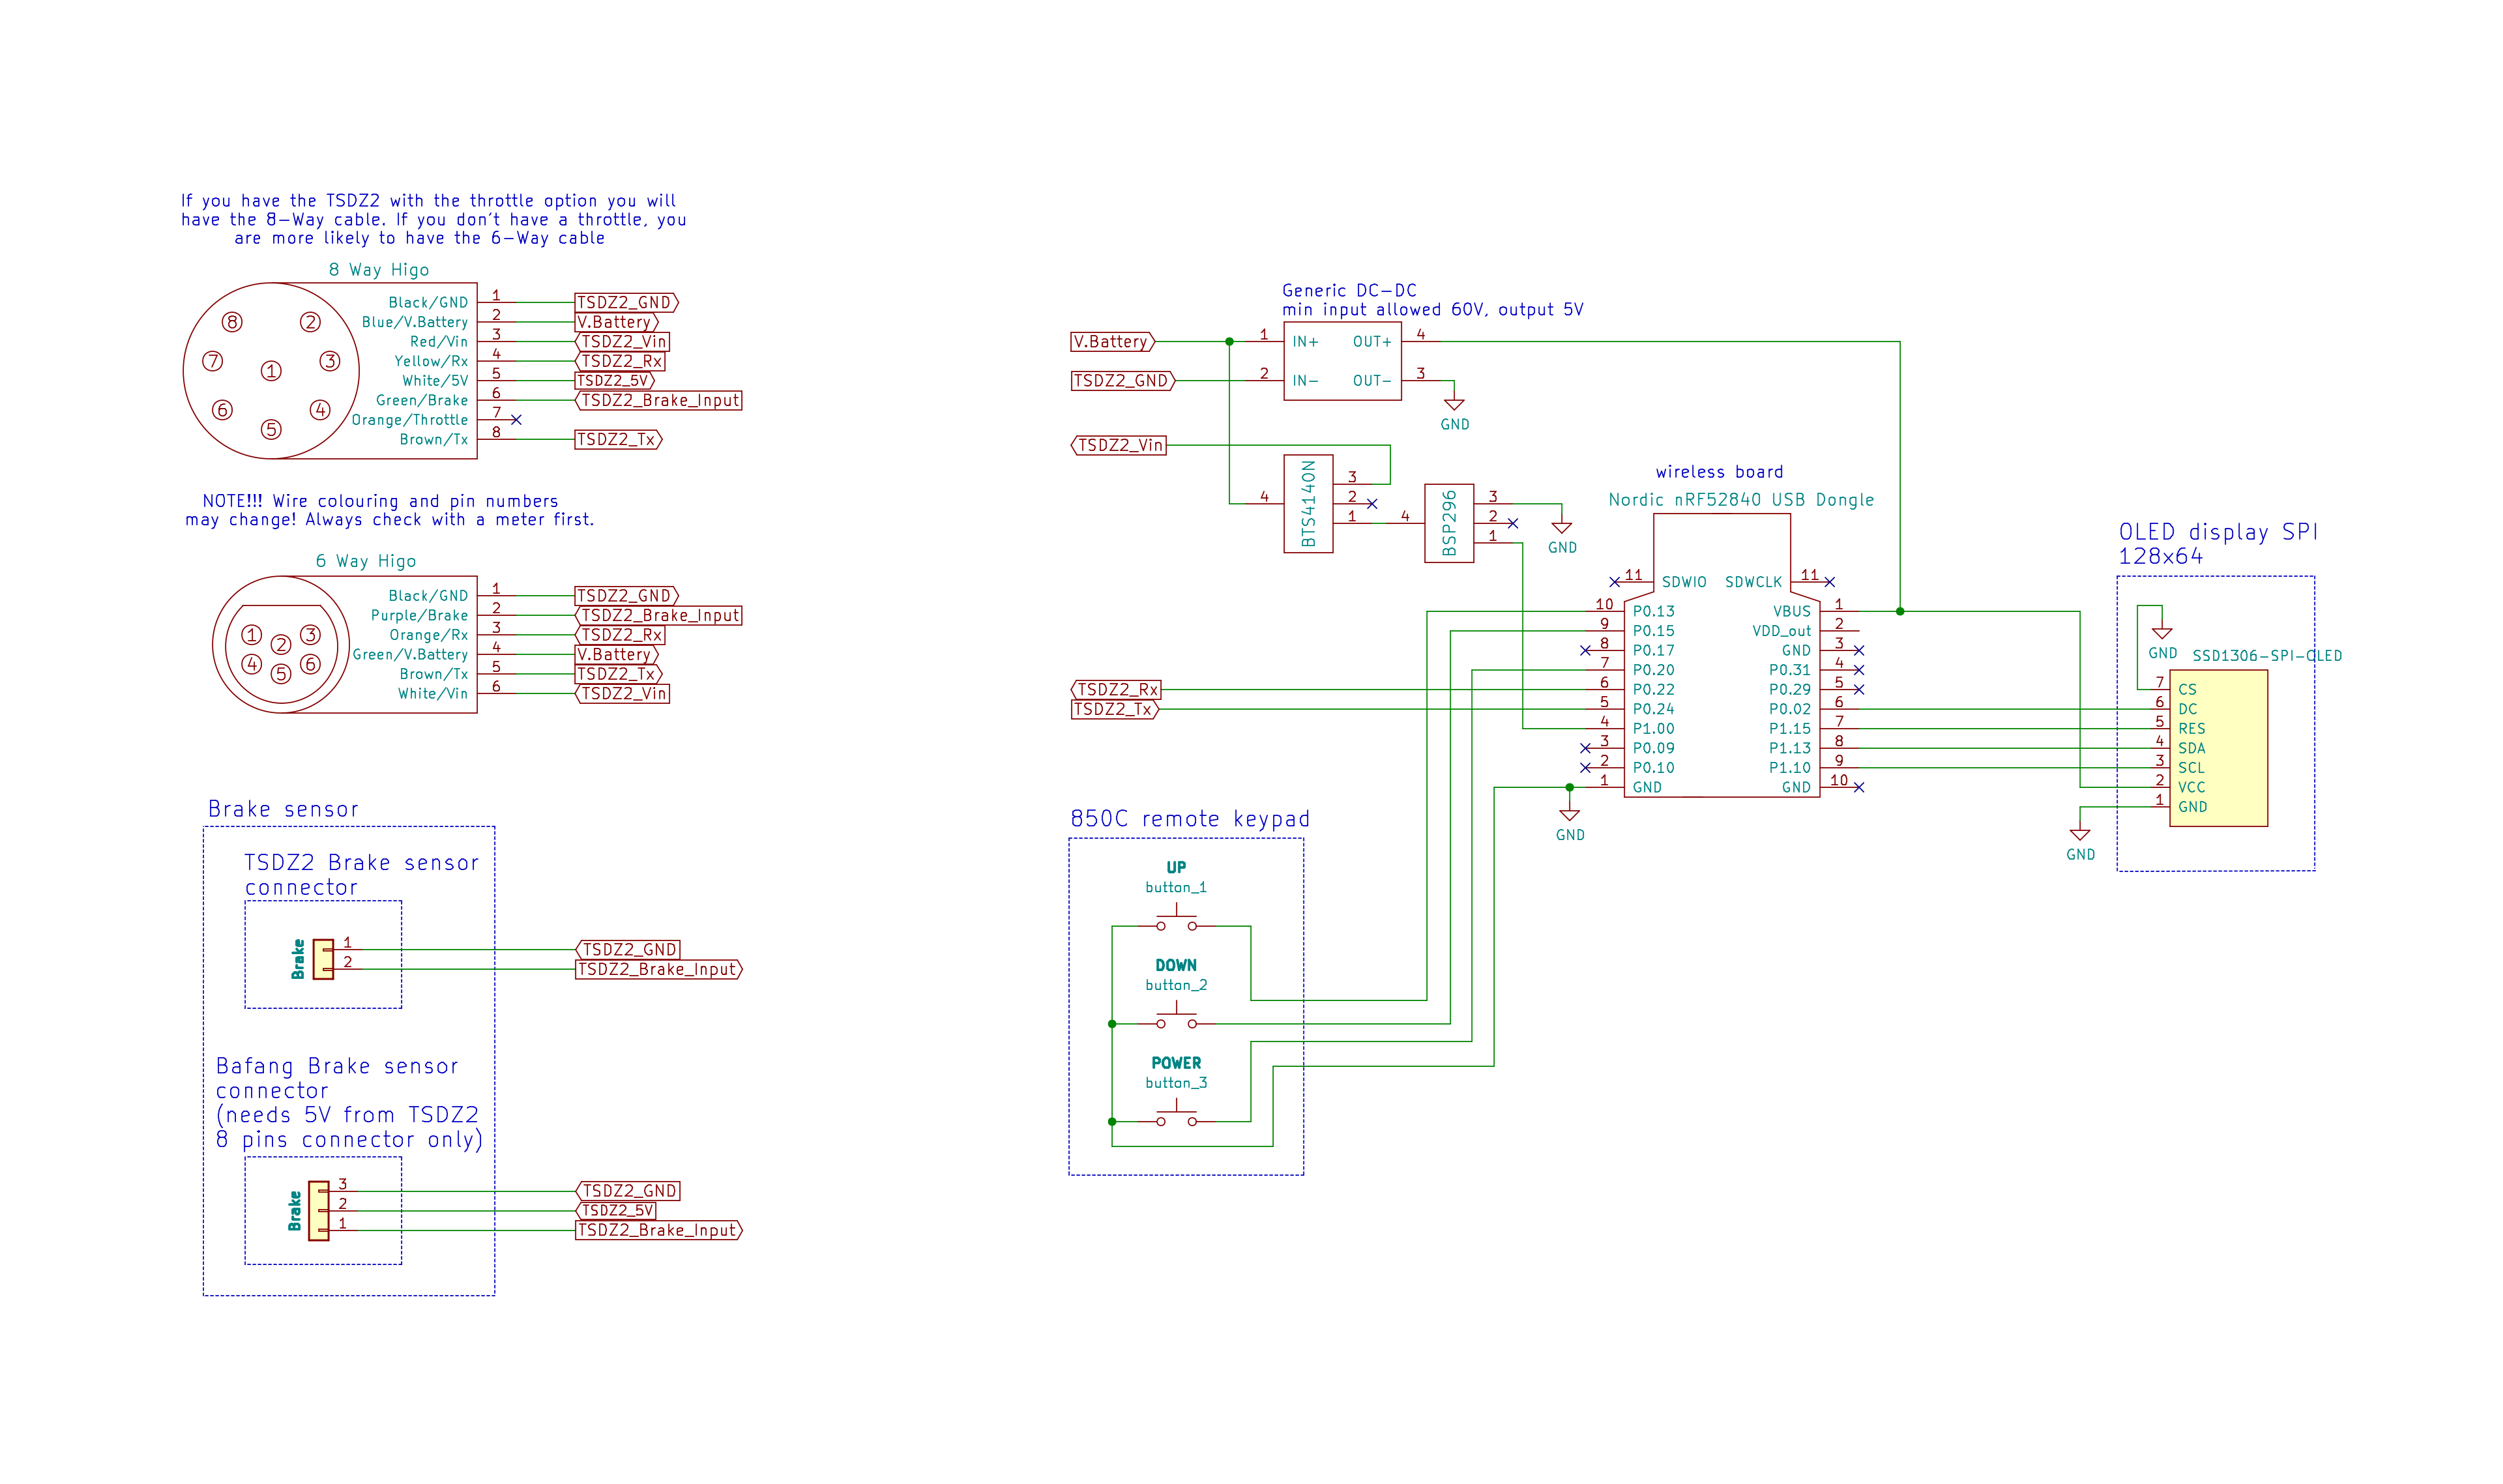 If you have the TSDZ2 with the throttle option you will
have the 8-Way cable. If you don't have a throttle, you
are more likely to have the 6-Way cable
8 Way Higo
8
2
7
3
1
6
4
5
Black/GND 1 TSDZ2_GND
Blue/V.Battery 2 V.Battery
Red/Vin 3 TSDZ2_Vin
Yellow/Rx 4 TSDZ2_Rx
White/5V 5 TSDZ2_5V
Green/Brake 6 TSDZ2_Brake_Input
Orange/Throttle 7
Brown/Tx 8 TSDZ2_Tx
NOTE!!! Wire colouring and pin numbers
may change! Always check with a meter first.
6 Way Higo
1
2
3
4
5
6
Black/GND 1 TSDZ2_GND
Purple/Brake 2 TSDZ2_Brake_Input
Orange/Rx 3 TSDZ2_Rx
Green/V.Battery 4 V.Battery
Brown/Tx 5 TSDZ2_Tx
White/Vin 6 TSDZ2_Vin
Brake sensor
TSDZ2 Brake sensor
connector
Brake
1 TSDZ2_GND
2 TSDZ2_Brake_Input
Bafang Brake sensor
connector
(needs 5V from TSDZ2
8 pins connector only)
Brake
3 TSDZ2_GND
2 TSDZ2_5V
1 TSDZ2_Brake_Input
Generic DC-DC
min input allowed 60V, output 5V
V.Battery 1 IN+ OUT+ 4
TSDZ2_GND 2 IN- OUT- 3
GND
TSDZ2_Vin
4
BTS4140N
3
2
1
4
BSP296
3
2
1
GND
wireless board
Nordic nRF52840 USB Dongle
11 SDWIO SDWCLK 11
10 P0.13 VBUS 1
9 P0.15 VDD_out 2
8 P0.17 GND 3
7 P0.20 P0.31 4
TSDZ2_Rx 6 P0.22 P0.29 5
TSDZ2_Tx 5 P0.24 P0.02 6
4 P1.00 P1.15 7
3 P0.09 P1.13 8
2 P0.10 P1.10 9
1 GND GND 10
GND
850C remote keypad
UP
button_1
DOWN
button_2
POWER
button_3
OLED display SPI
128x64
GND
SSD1306-SPI-OLED
7 CS
6 DC
5 RES
4 SDA
3 SCL
2 VCC
1 GND
GND